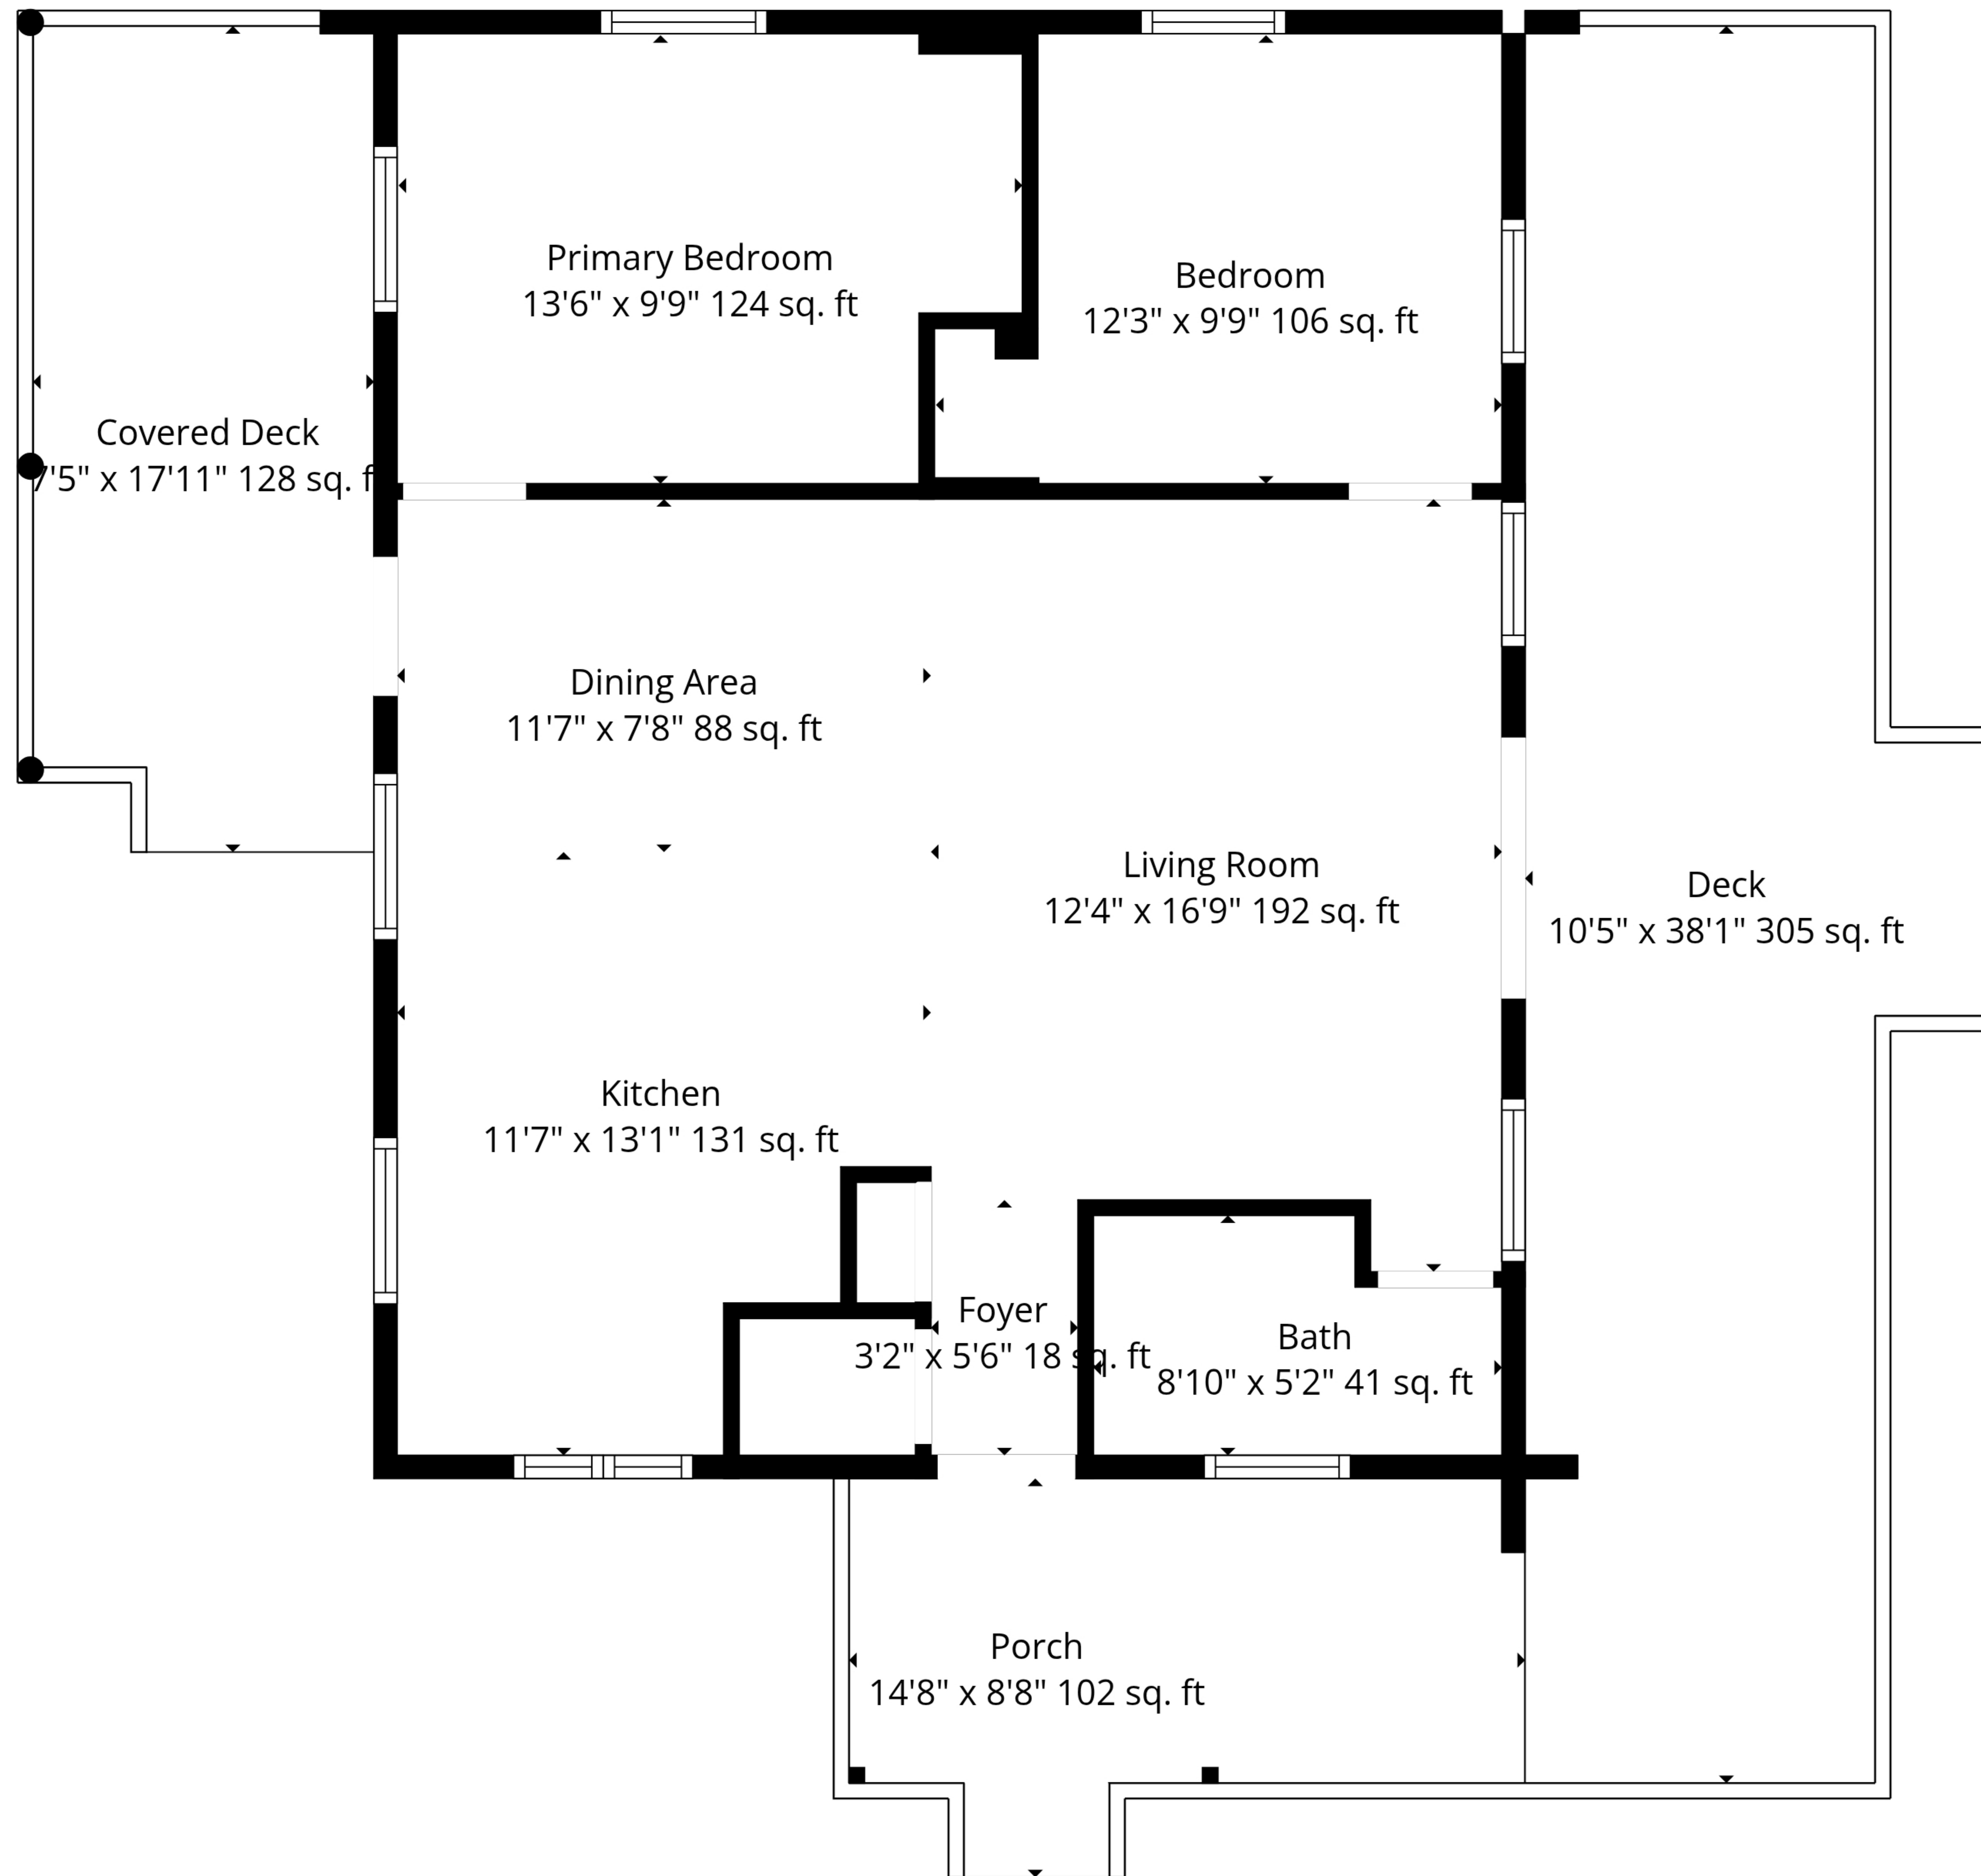 Primary Bedroom
13'6" x 9'9" 124 sq. ft
Bedroom
12'3" x 9'9" 106 sq. ft
Covered Deck
7'5" x 17'11" 128 sq. f
Dining Area
11'7" x 7'8" 88 sq. ft
Living Room
12'4" x 16'9" 192 sq. ft
Deck
10'5" x 38'1" 305 sq. ft
Kitchen
11'7" x 13'1" 131 sq. ft
Foyer
3'2" x 5'6" 18 sq. ft
Bath
8'10" x 5'2" 41 sq. ft
Porch
14'8" x 8'8" 102 sq. ft